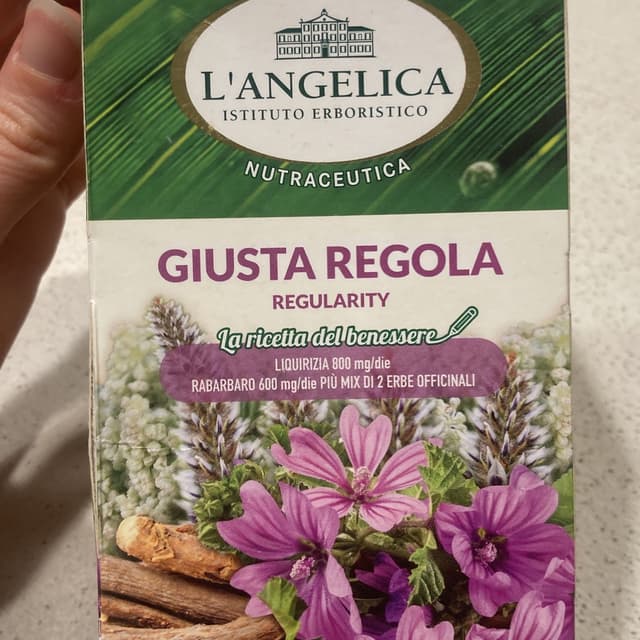 L'ANGELICA
ISTITUTO ERBORISTICO
NUTRACEUTICA
GIUSTA REGOLA
REGULARITY
La ricetta del benessere
LIQUIRIZIA 800 mg/die
RABARBARO 600 mg/die PIÙ MIX DI 2 ERBE OFFICINALI